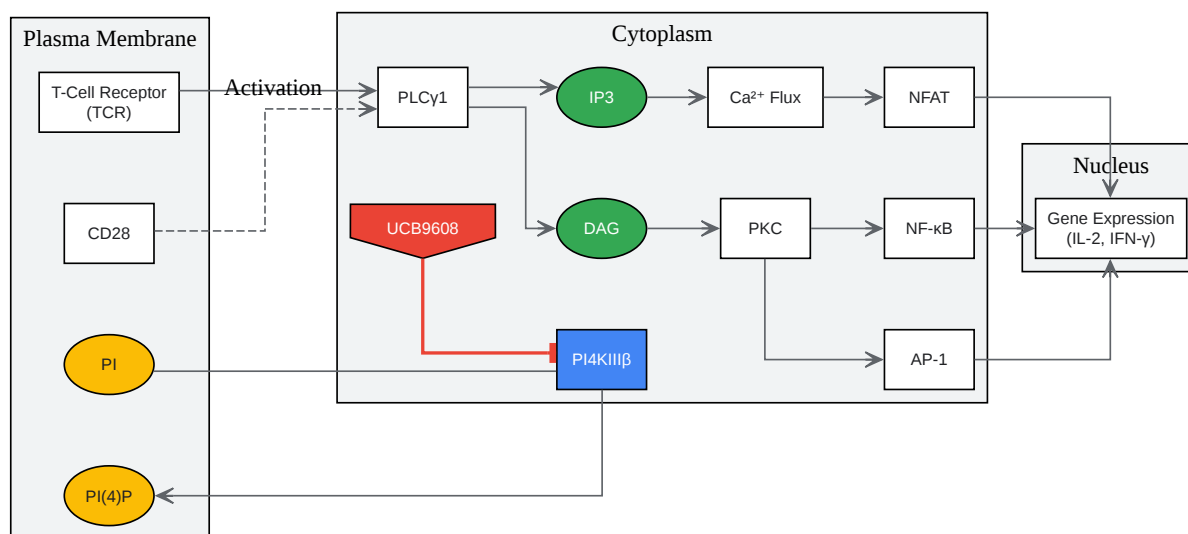 Plasma Membrane
Cytoplasm
T-Cell Receptor
(TCR)
Activation
PLCγ1
IP3
Ca²⁺ Flux
NFAT
Nucleus
CD28
UCB9608
DAG
PKC
NF-κB
Gene Expression
(IL-2, IFN-γ)
PI
PI4KIIIβ
AP-1
PI(4)P